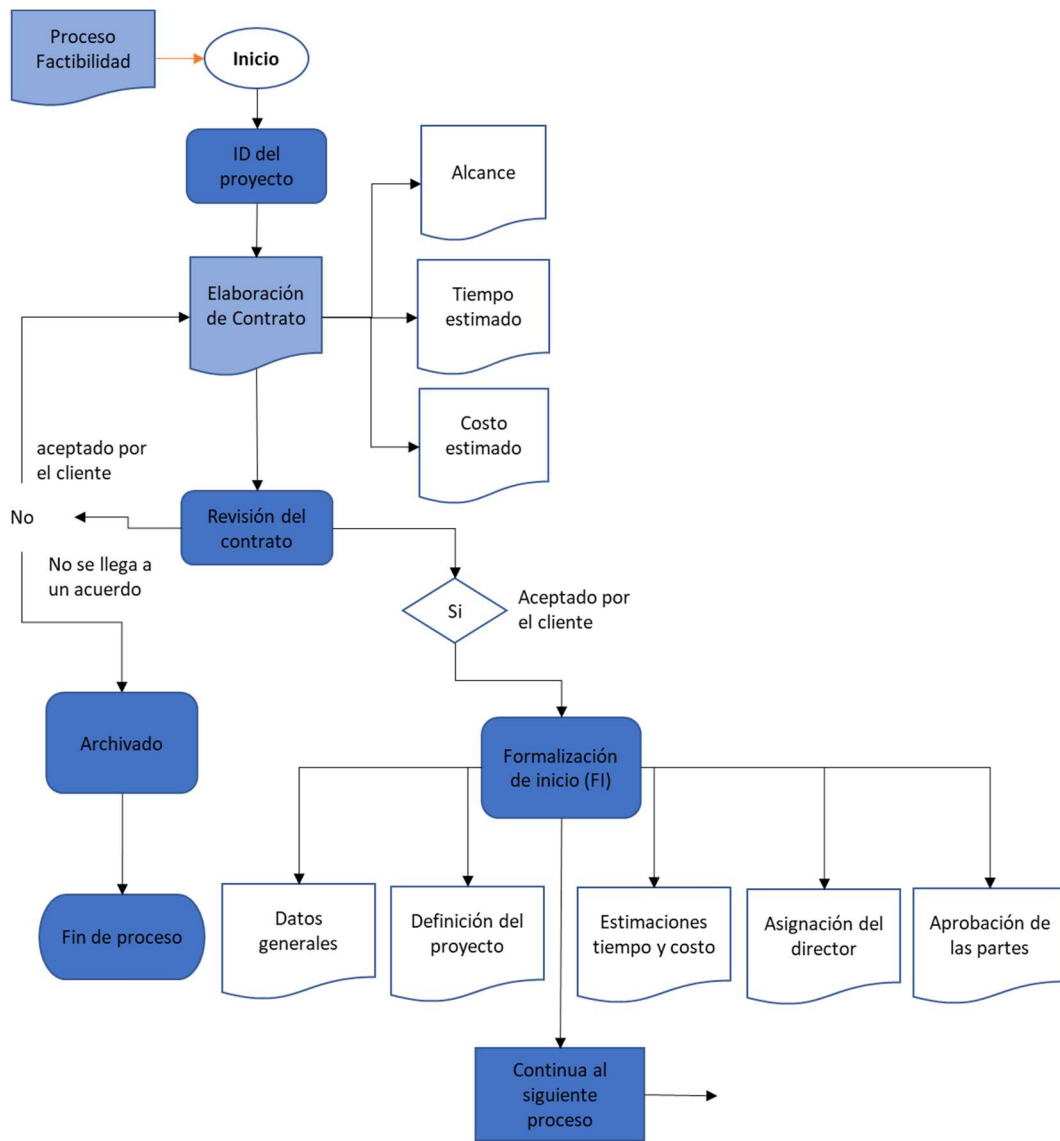 Proceso
Factibilidad
Inicio
ID del
proyecto
Alcance
Elaboración
de Contrato
Tiempo
estimado
Costo
estimado
aceptado por
el cliente
No
Revisión del
contrato
No se llega a
un acuerdo
Si
Aceptado por
el cliente
Archivado
Formalización
de inicio (FI)
Fin de proceso
Datos
generales
Definición del
proyecto
Estimaciones
tiempo y costo
Asignación del
director
Aprobación de
las partes
Continua al
siguiente
proceso